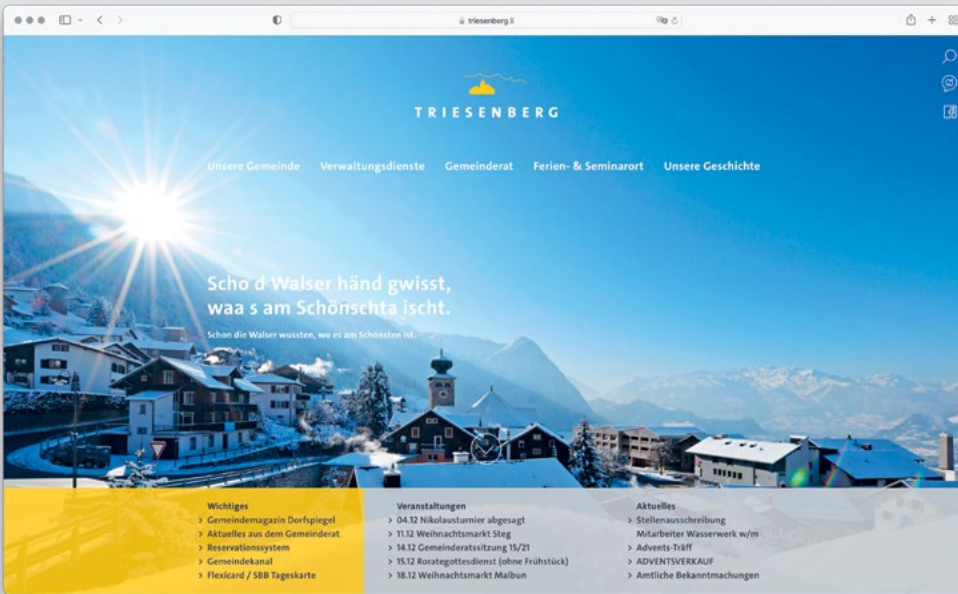 triesenberg.li
TRIESENBERG
Unsere Gemeinde Verwaltungsdienste Gemeinderat Ferien- & Seminarort Unsere Geschichte
Scho d Walser händ gwisst,
waa s am Schönschta ischt.
Schon die Walser wussten, wo es am Schönsten ist.
Wichtiges
> Gemeindemagazin Dorfspiegel
> Aktuelles aus dem Gemeinderat
> Reservationssystem
> Gemeindekanal
> Flexicard / SBB Tageskarte
Veranstaltungen
> 04.12 Nikolausturnier abgesagt
> 11.12 Weihnachtsmarkt Steg
> 14.12 Gemeinderatssitzung 15/21
> 15.12 Rorategottesdienst (ohne Frühstück)
> 18.12 Weihnachtsmarkt Malbun
Aktuelles
> Stellenausschreibung
Mitarbeiter Wasserwerk w/m
> Advents-Träff
> ADVENTSVERKAUF
> Amtliche Bekanntmachungen